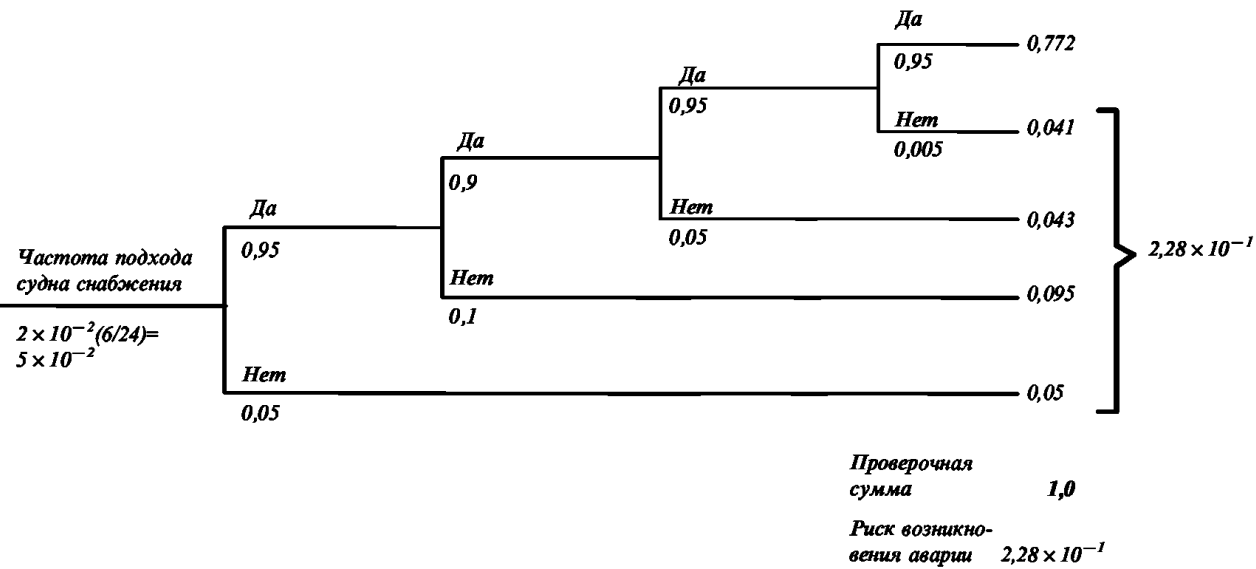 Да
0,772
0,95
Да
0,95
Нет
0,041
0,005
Да
0,9
Нет
0,043
0,05
Да
0,95
2,28 × 10⁻¹
Частота подхода
судна снабжения
Нет
0,095
0,1
2 × 10⁻²(6/24)=
5 × 10⁻²
Нет
0,05
0,05
Проверочная
сумма 1,0
Риск возникно-
вения аварии 2,28 × 10⁻¹